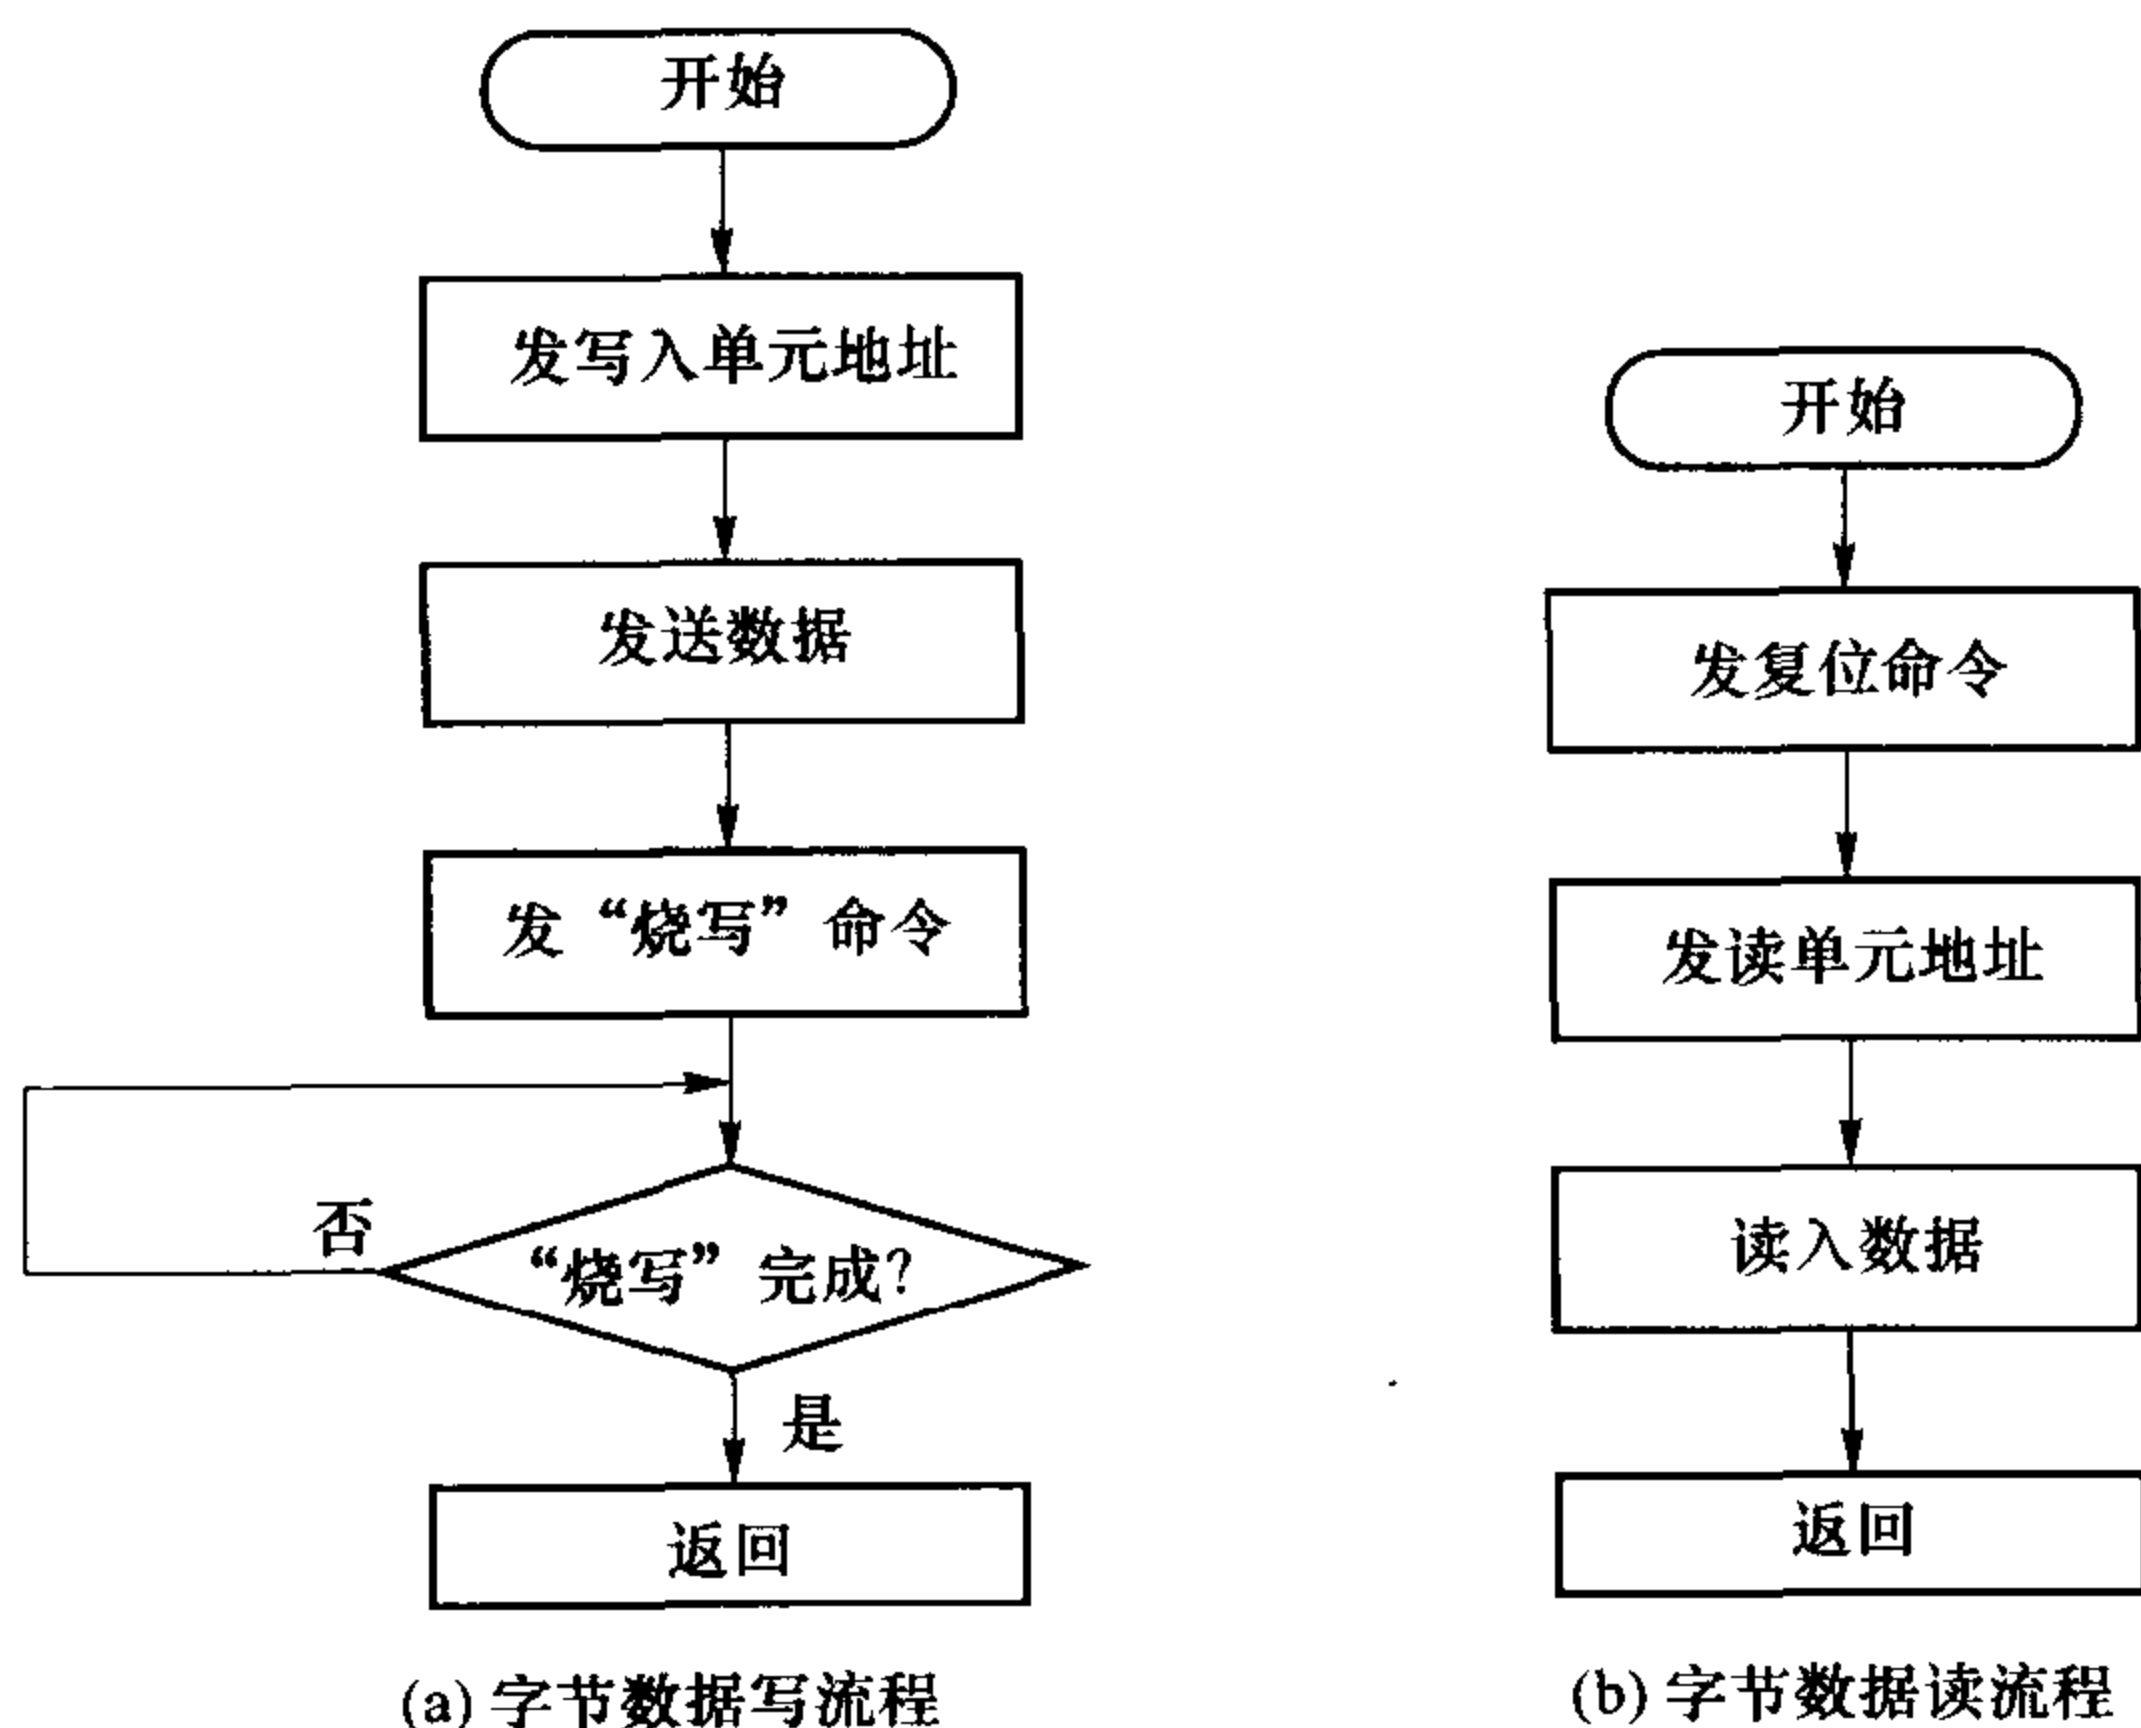 开始
发写入单元地址
发送数据
发“烧写”命令
否
“烧写”完成?
是
返回
(a) 字节数据写流程
开始
发复位命令
发读单元地址
读入数据
返回
(b) 字节数据读流程